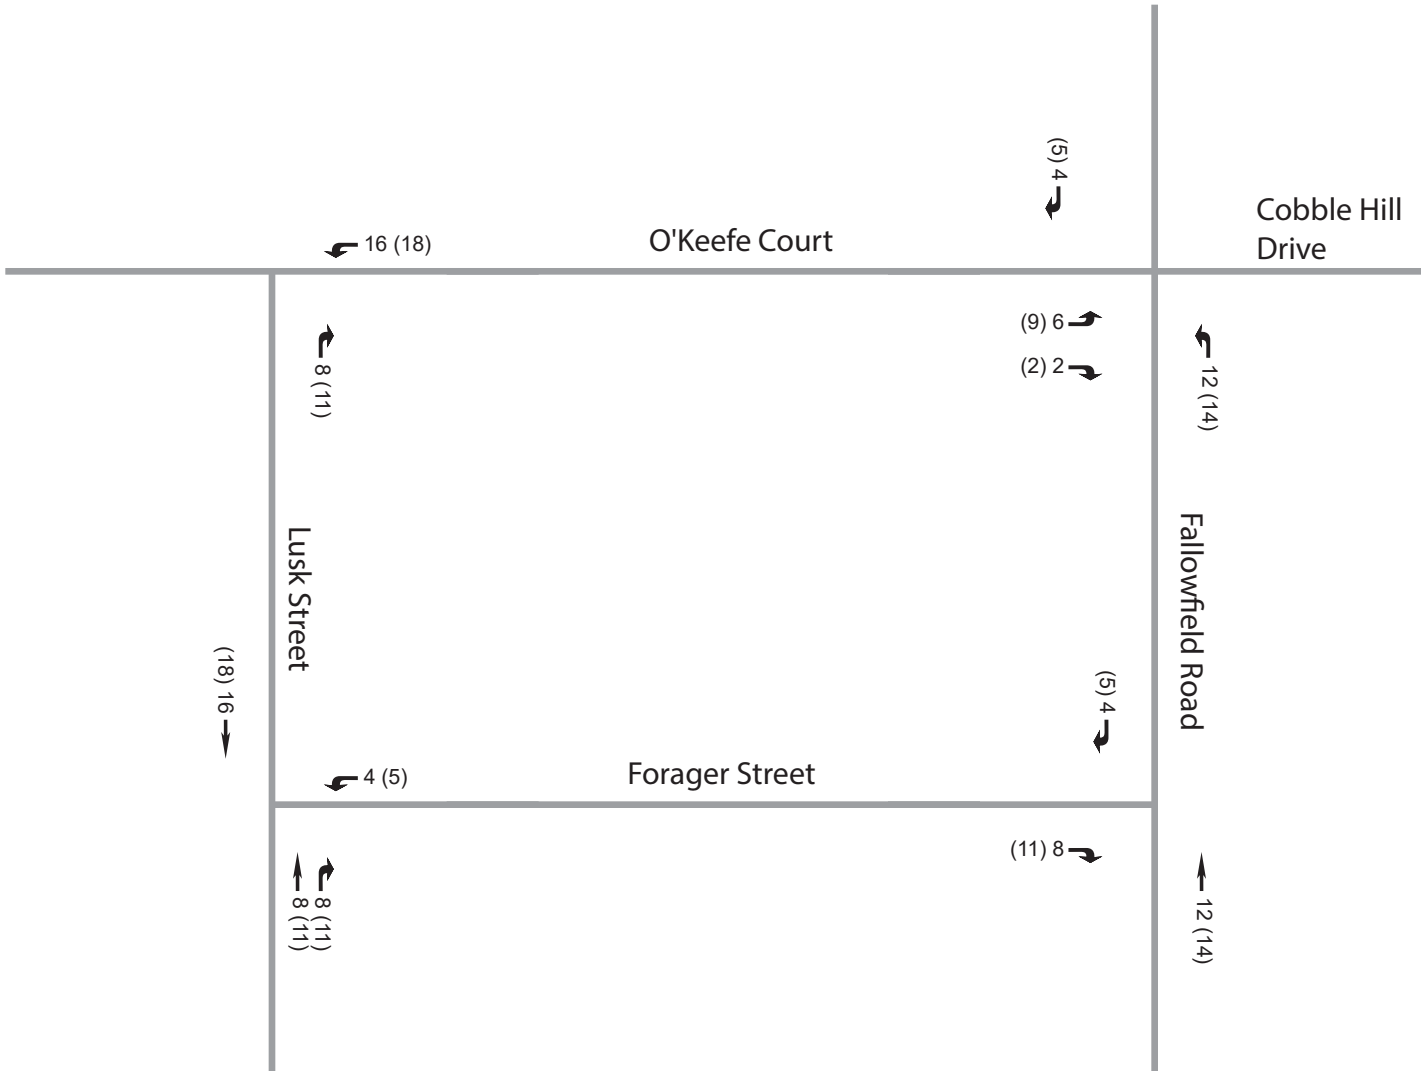 (5) 4
Cobble Hill
Drive
O'Keefe Court
16 (18)
(9) 6
8 (11)
(2) 2
12 (14)
Lusk Street
Fallowfield Road
(18) 16
(5) 4
Forager Street
4 (5)
(11) 8
8 (11)
8 (11)
12 (14)